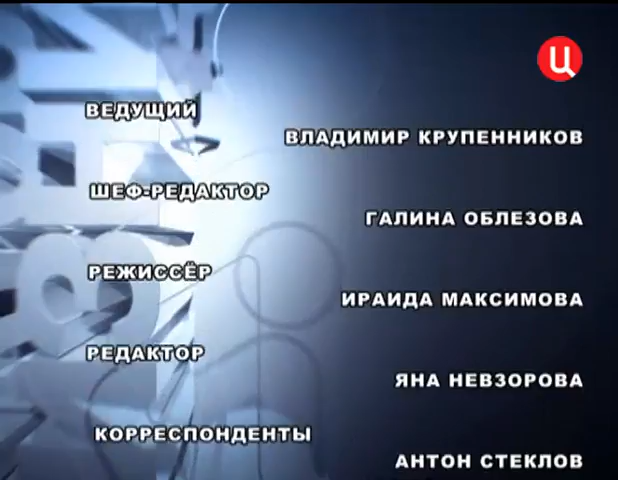 Ц
ВЕДУЩИЙ
ВЛАДИМИР КРУПЕННИКОВ
ШЕФ-РЕДАКТОР
ГАЛИНА ОБЛЕЗОВА
РЕЖИССЁР
ИРАИДА МАКСИМОВА
РЕДАКТОР
ЯНА НЕВЗОРОВА
КОРРЕСПОНДЕНТЫ
АНТОН СТЕКЛОВ